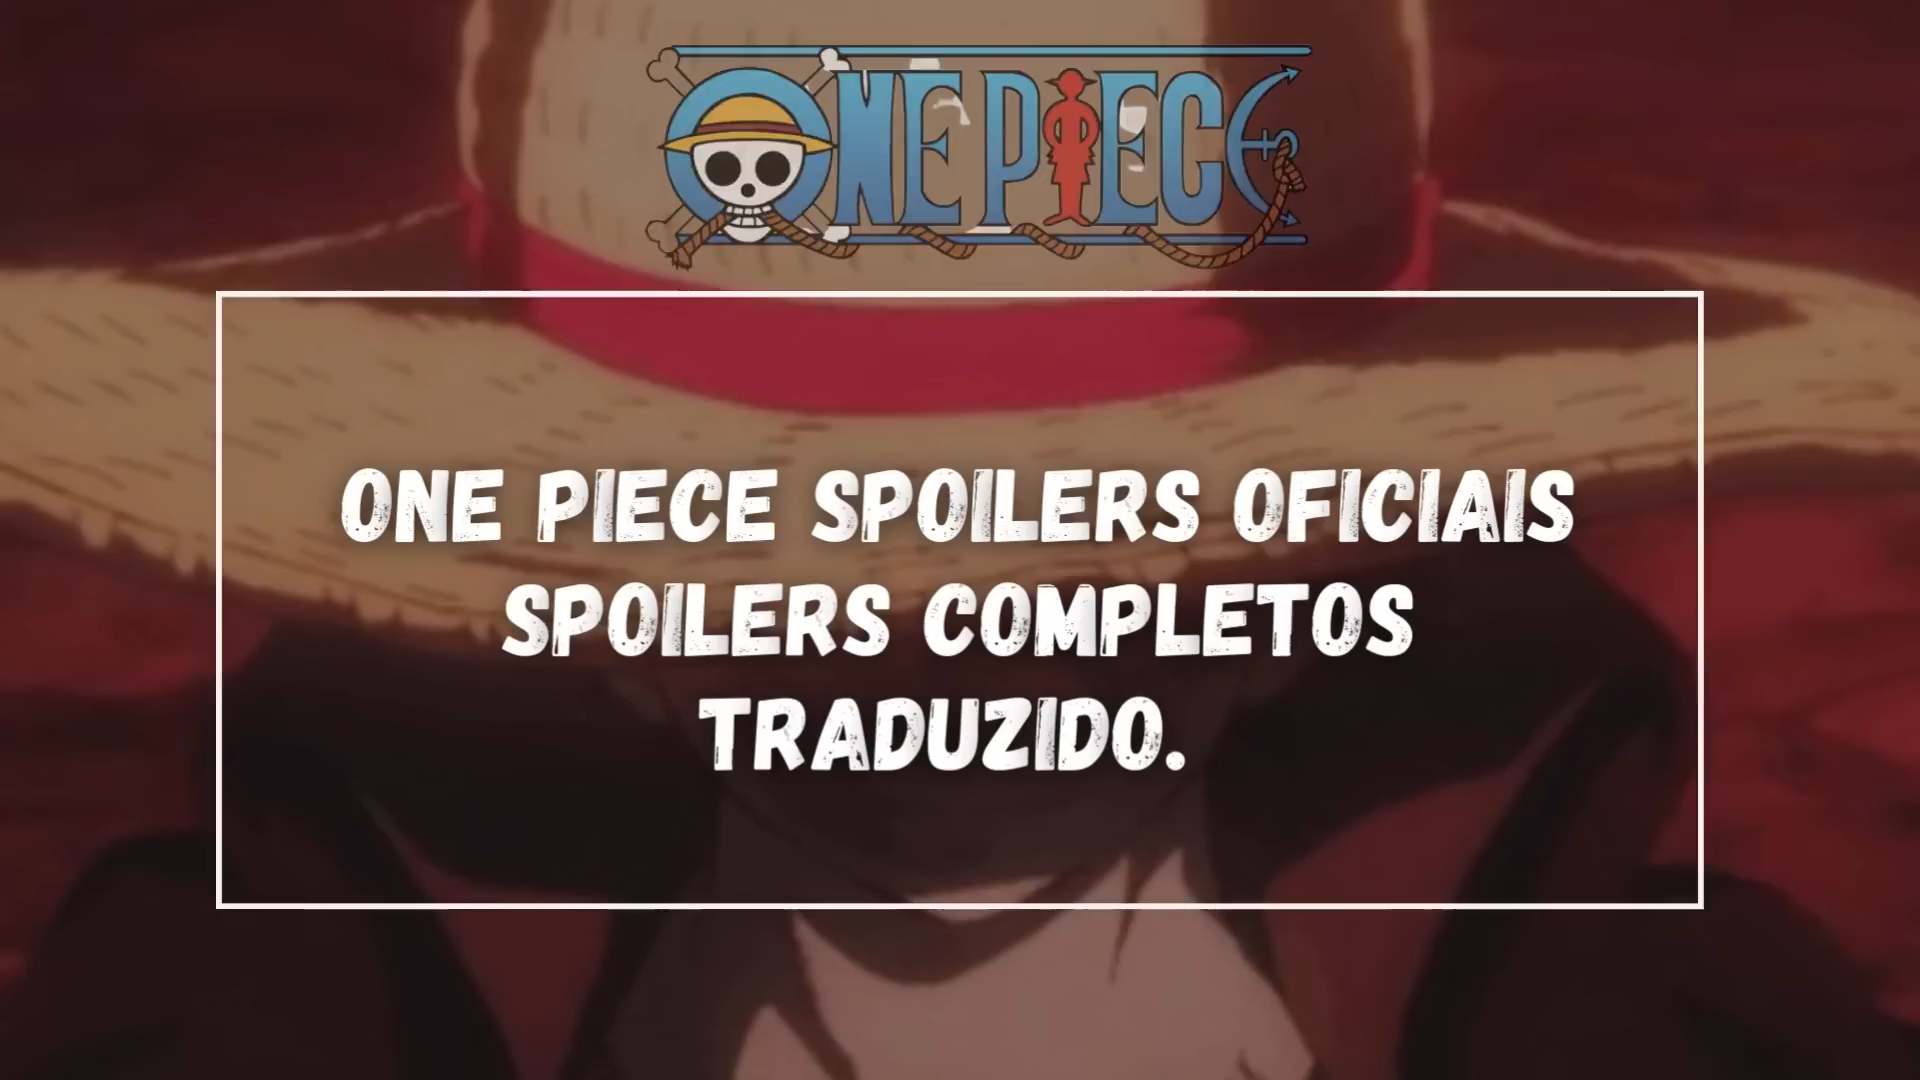 ONE PIECE
ONE PIECE SPOILERS OFICIAIS
SPOILERS COMPLETOS
TRADUZIDO.